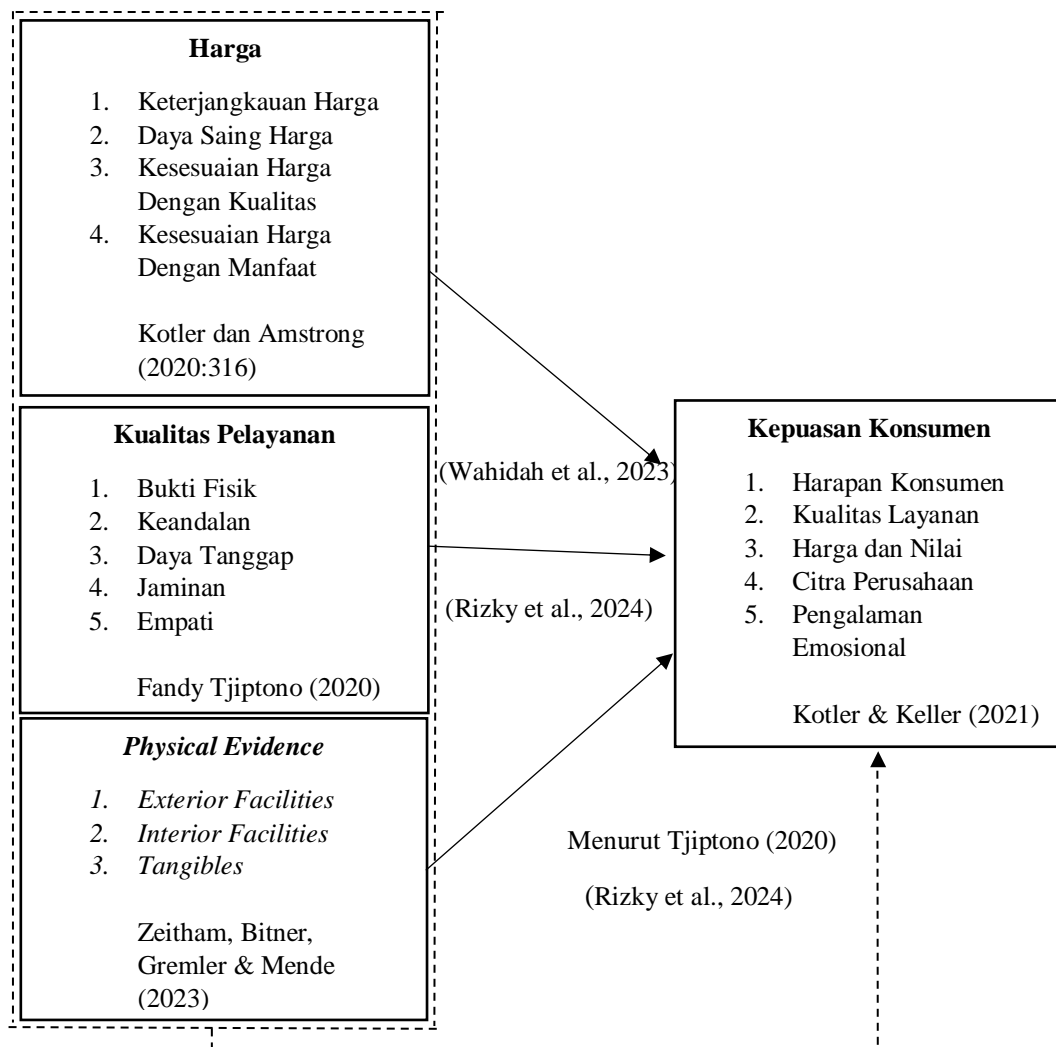 Harga
1. Keterjangkauan Harga
2. Daya Saing Harga
3. Kesesuaian Harga
Dengan Kualitas
4. Kesesuaian Harga
Dengan Manfaat
Kotler dan Amstrong
(2020:316)
Kualitas Pelayanan
1. Bukti Fisik
2. Keandalan
3. Daya Tanggap
4. Jaminan
5. Empati
Fandy Tjiptono (2020)
Physical Evidence
1. Exterior Facilities
2. Interior Facilities
3. Tangibles
Zeitham, Bitner,
Gremler & Mende
(2023)
(Wahidah et al., 2023)
(Rizky et al., 2024)
Menurut Tjiptono (2020)
(Rizky et al., 2024)
Kepuasan Konsumen
1. Harapan Konsumen
2. Kualitas Layanan
3. Harga dan Nilai
4. Citra Perusahaan
5. Pengalaman
Emosional
Kotler & Keller (2021)